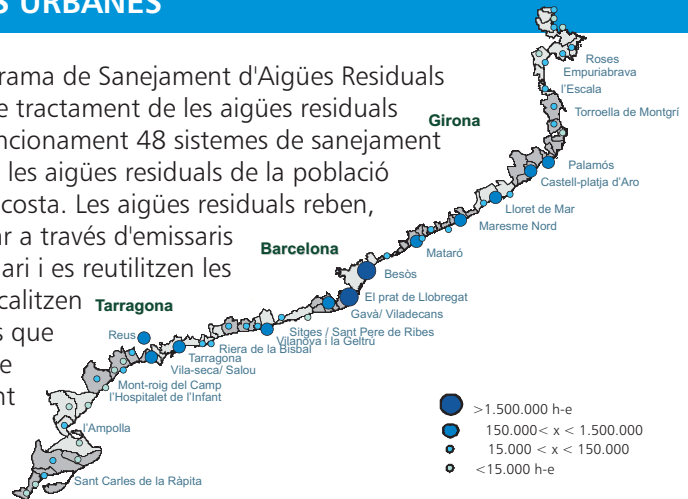 S URBANES
rama de Sanejament d'Aigües Residuals
e tractament de les aigües residuals
ncionament 48 sistemes de sanejament
les aigües residuals de la població
costa. Les aigües residuals reben,
r a través d'emissaris
ari i es reutilitzen les
calitzen
s que
e
nt
Girona
Barcelona
Tarragona
Roses
Empuriabrava
l'Escala
Torroella de Montgrí
Palamós
Castell-platja d'Aro
Lloret de Mar
Maresme Nord
Mataró
Besòs
El prat de Llobregat
Gavà/ Viladecans
Sitges / Sant Pere de Ribes
Vilanova i la Geltrú
Riera de la Bisbal
Tarragona
Vila-seca/ Salou
Reus
Mont-roig del Camp
l'Hospitalet de l'Infant
l'Ampolla
Sant Carles de la Ràpita
>1.500.000 h-e
150.000< x < 1.500.000
15.000 < x < 150.000
<15.000 h-e